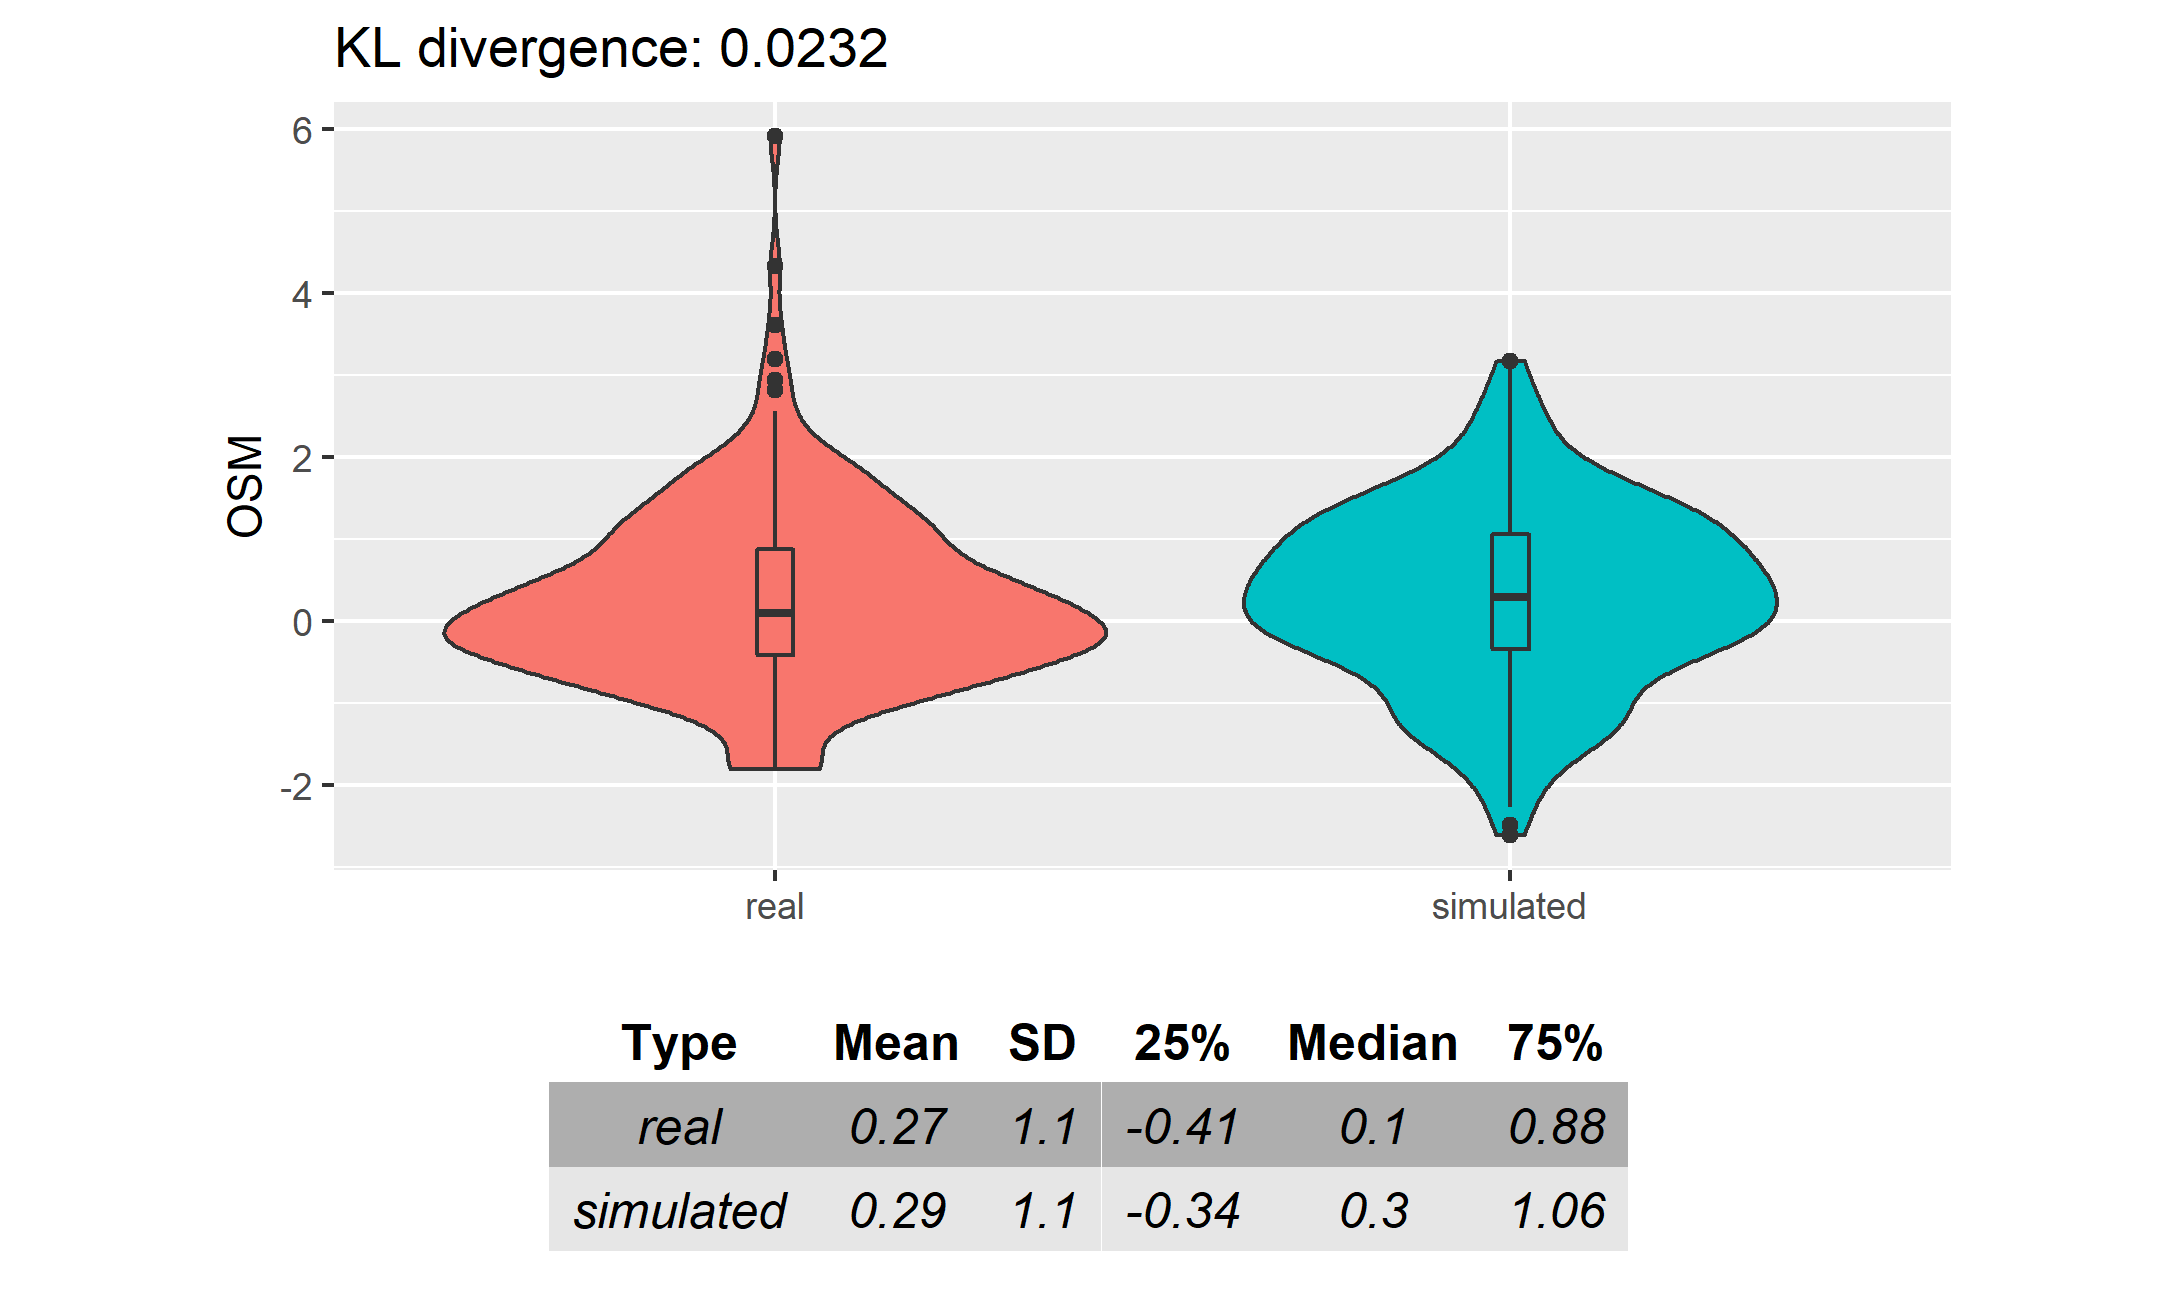 KL divergence: 0.0232
6
4
2
0
-2
OSM
real simulated
Type Mean SD 25% Median 75%
real 0.27 1.1 -0.41 0.1 0.88
simulated 0.29 1.1 -0.34 0.3 1.06